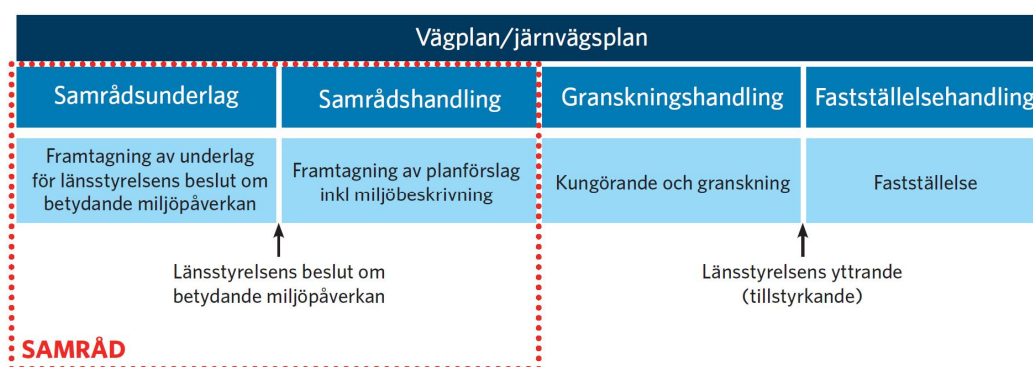 Vägplan/järnvägsplan
Samrådsunderlag
Samrådshandling
Granskningshandling
Fastställelsehandling
Framtagning av underlag
för länsstyrelsens beslut om
betydande miljöpåverkan
Framtagning av planförslag
inkl miljöbeskrivning
Kungörande och granskning
Fastställelse
Länsstyrelsens beslut om
betydande miljöpåverkan
Länsstyrelsens yttrande
(tillstyrkande)
SAMRÅD